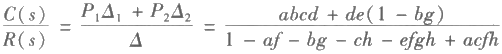 C(s)/R(s) = (P₁Δ₁ + P₂Δ₂)/Δ = (abcd + de(1 − bg))/(1 − af − bg − ch − efgh + acfh)